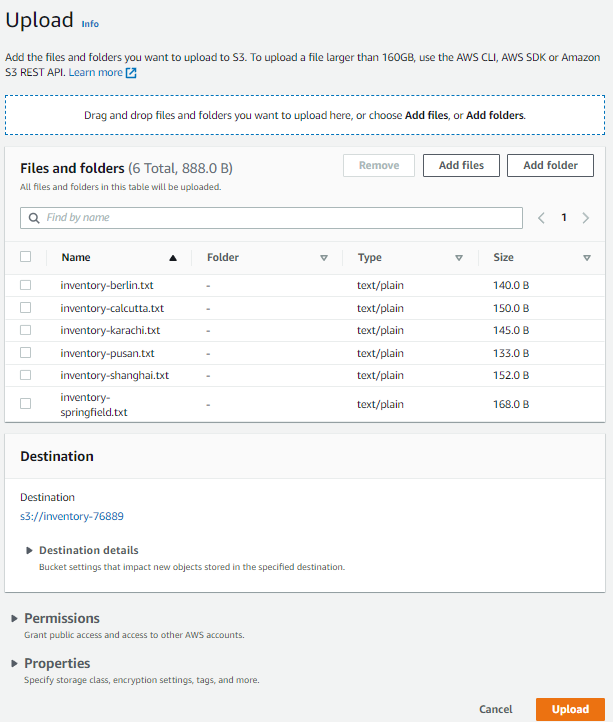 Upload Info
Add the files and folders you want to upload to S3. To upload a file larger than 160GB, use the AWS CLI, AWS SDK or Amazon
S3 REST API. Learn more
Drag and drop files and folders you want to upload here, or choose Add files, or Add folders.
Files and folders (6 Total, 888.0 B)
Remove Add files Add folder
All files and folders in this table will be uploaded.
Find by name 1
Name Folder Type Size
inventory-berlin.txt - text/plain 140.0 B
inventory-calcutta.txt - text/plain 150.0 B
inventory-karachi.txt - text/plain 145.0 B
inventory-pusan.txt - text/plain 133.0 B
inventory-shanghai.txt - text/plain 152.0 B
inventory-
springfield.txt - text/plain 168.0 B
Destination
Destination
s3://inventory-76889
Destination details
Bucket settings that impact new objects stored in the specified destination.
Permissions
Grant public access and access to other AWS accounts.
Properties
Specify storage class, encryption settings, tags, and more.
Cancel Upload